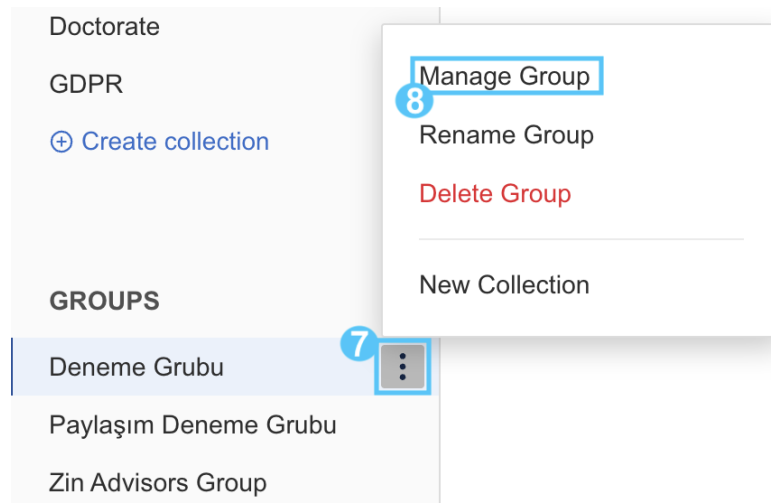 Doctorate
GDPR
Create collection
GROUPS
7
Deneme Grubu
Paylaşım Deneme Grubu
Zin Advisors Group
Manage Group
8
Rename Group
Delete Group
New Collection